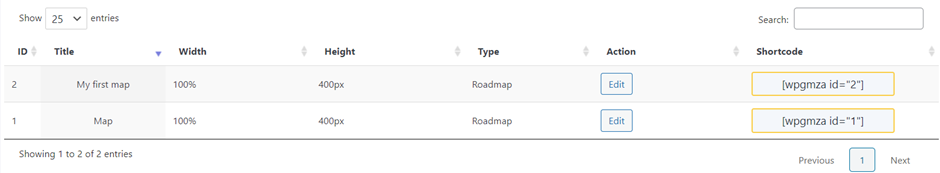 Show 25 entries Search:
ID Title Width Height Type Action Shortcode
2 My first map 100% 400px Roadmap Edit [wpgmza id="2"]
1 Map 100% 400px Roadmap Edit [wpgmza id="1"]
Showing 1 to 2 of 2 entries Previous 1 Next